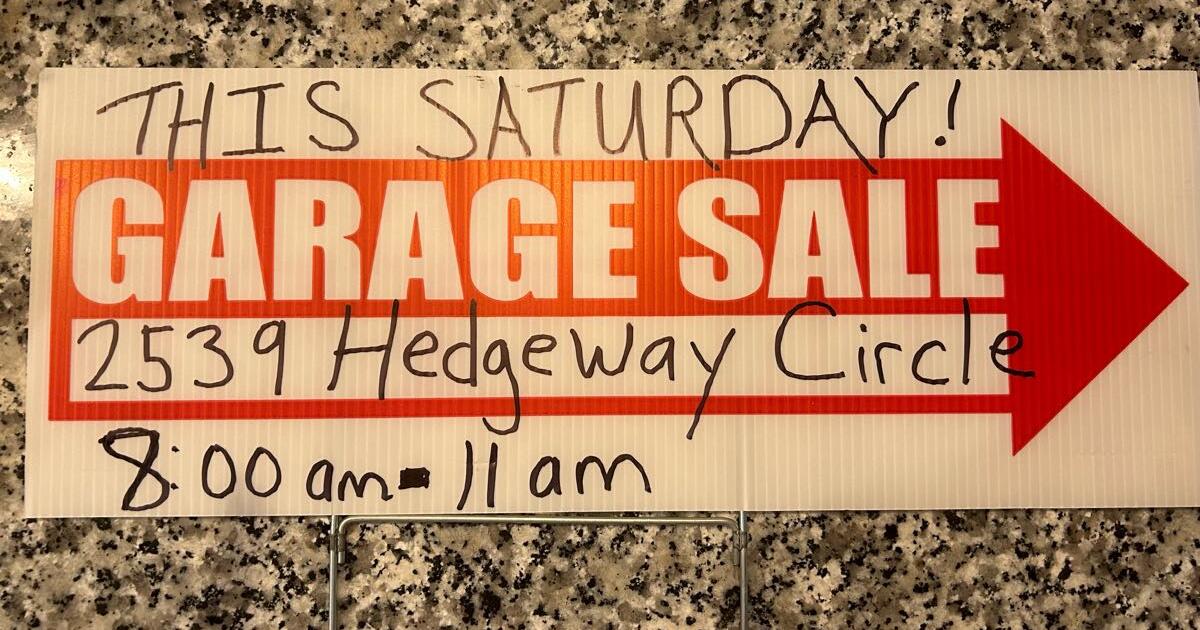 THIS SATURDAY!
GARAGE SALE
2539 Hedgeway Circle
8:00 am - 11 am